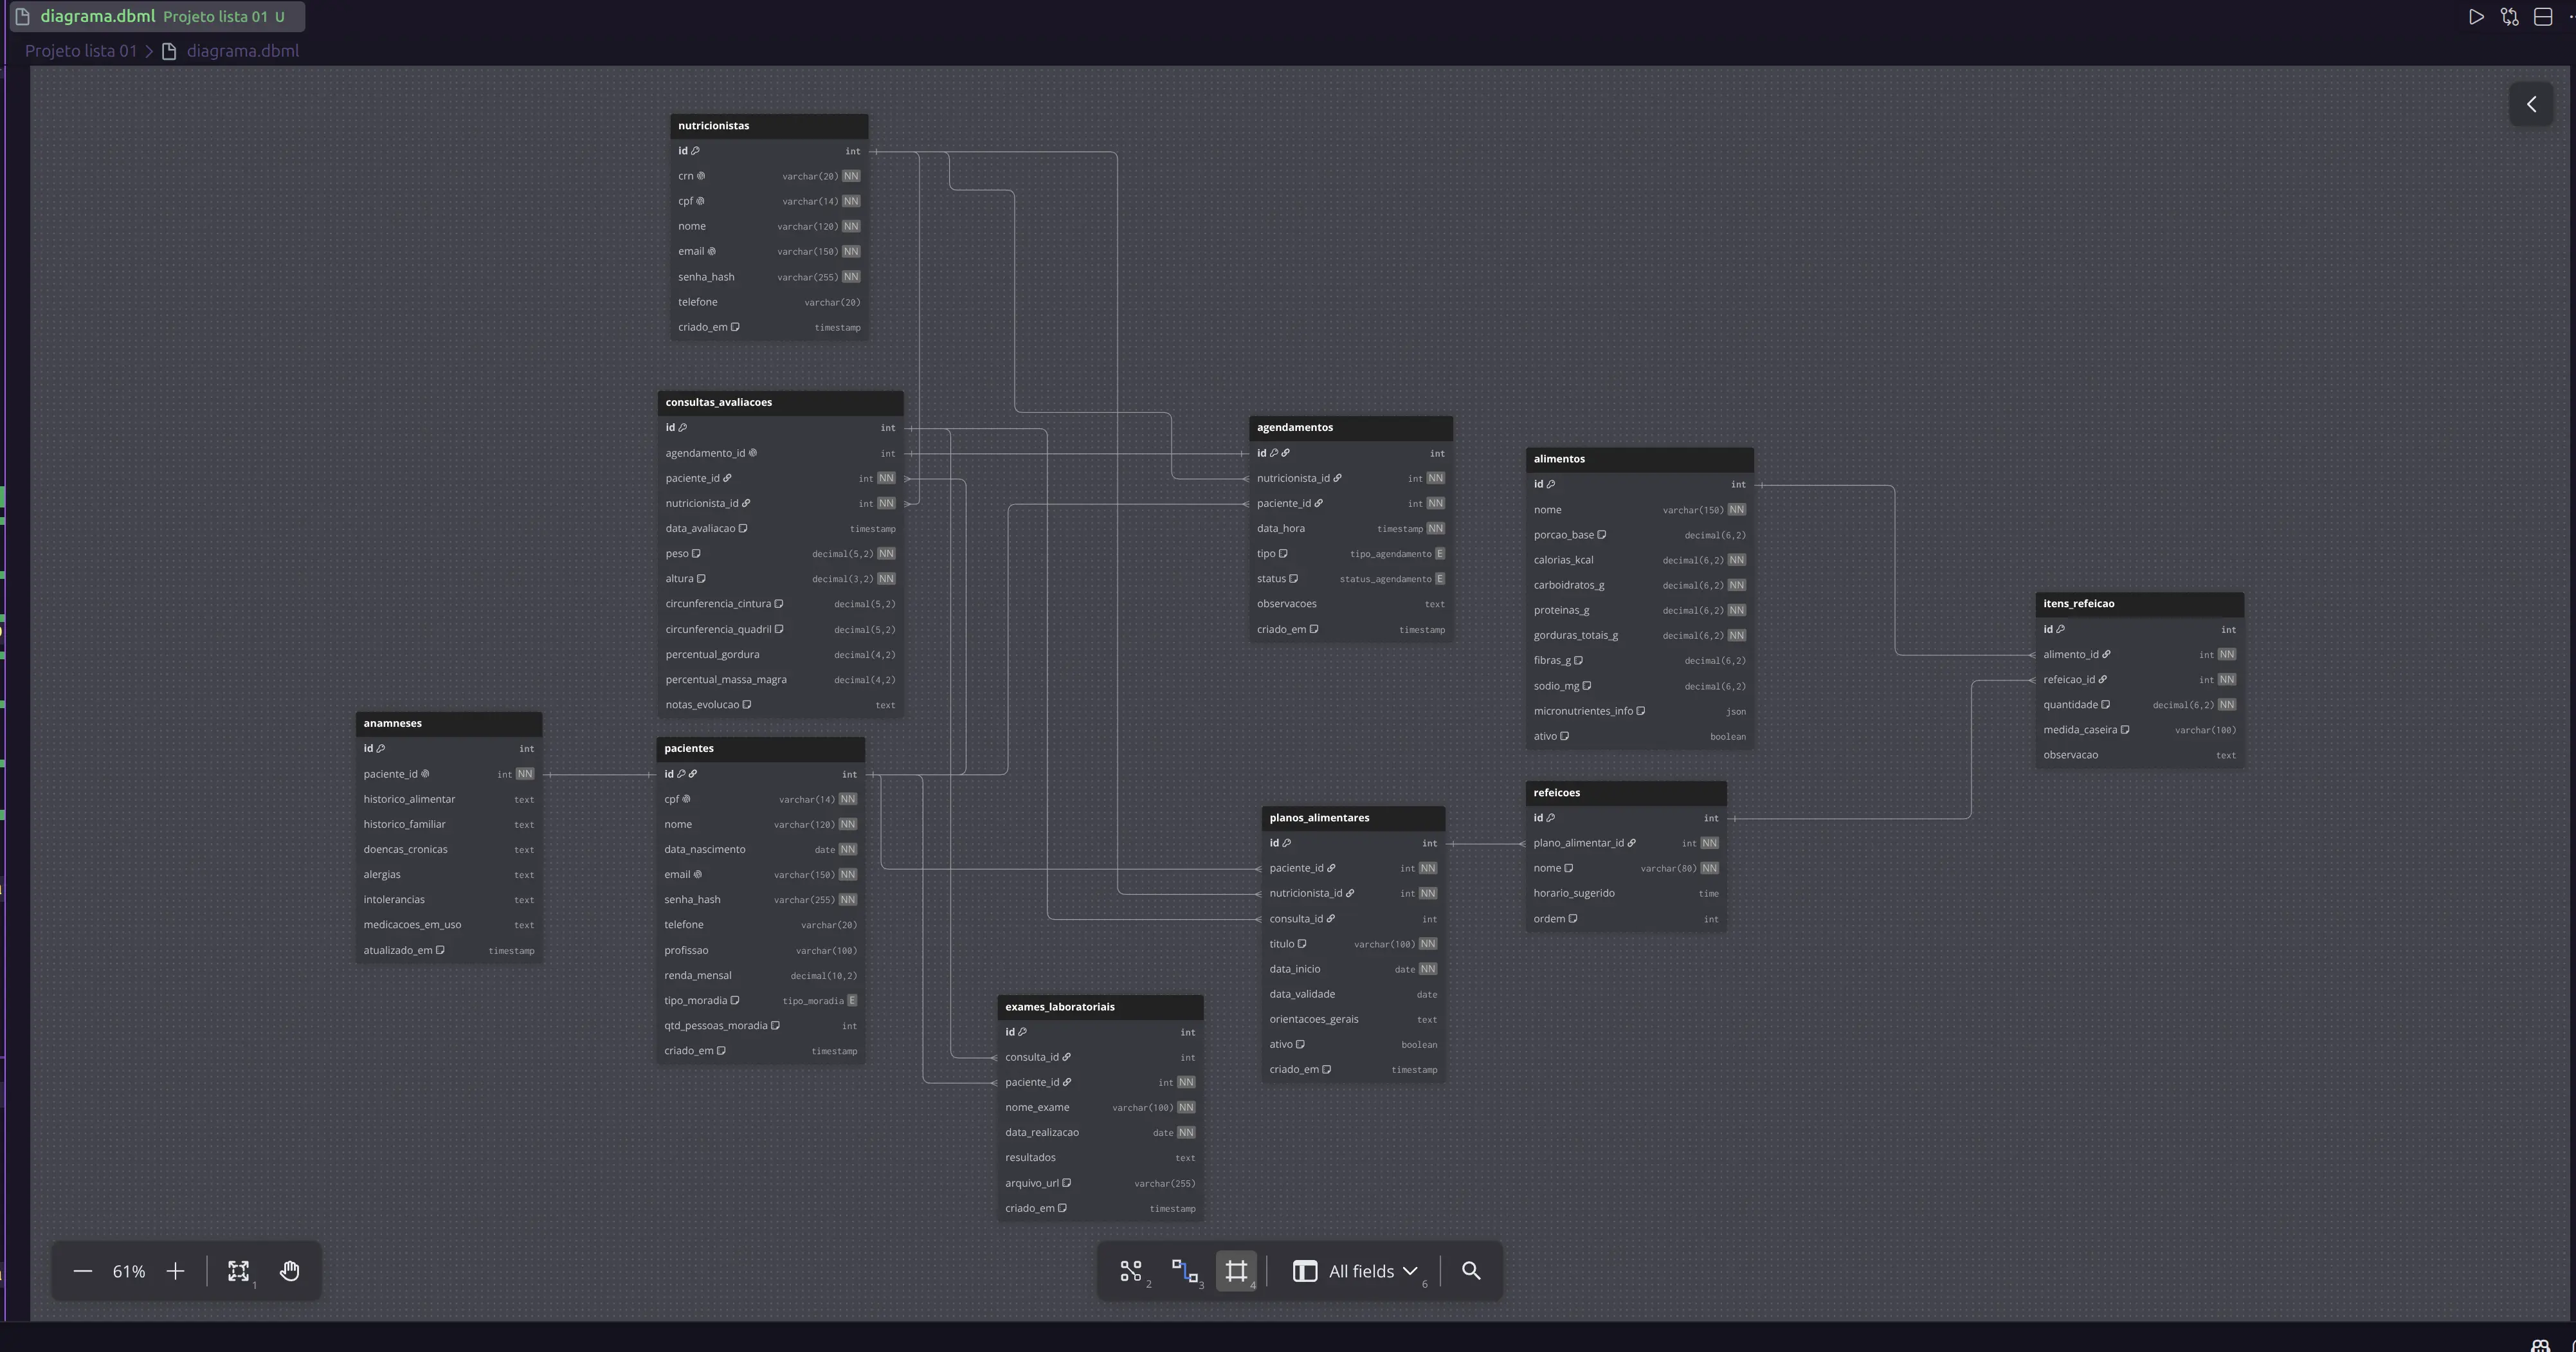 diagrama.dbml Projeto lista 01 U
Projeto lista 01 > diagrama.dbml
nutricionistas
id int
crn varchar(20) NN
cpf varchar(14) NN
nome varchar(120) NN
email varchar(150) NN
senha_hash varchar(255) NN
telefone varchar(20)
criado_em timestamp
consultas_avaliacoes
id int
agendamento_id int
paciente_id int NN
nutricionista_id int NN
data_avaliacao timestamp
peso decimal(5,2) NN
altura decimal(3,2) NN
circunferencia_cintura decimal(5,2)
circunferencia_quadril decimal(5,2)
percentual_gordura decimal(4,2)
percentual_massa_magra decimal(4,2)
notas_evolucao text
agendamentos
id int
nutricionista_id int NN
paciente_id int NN
data_hora timestamp NN
tipo tipo_agendamento E
status status_agendamento E
observacoes text
criado_em timestamp
alimentos
id int
nome varchar(150) NN
porcao_base decimal(6,2)
calorias_kcal decimal(6,2) NN
carboidratos_g decimal(6,2) NN
proteinas_g decimal(6,2) NN
gorduras_totais_g decimal(6,2) NN
fibras_g decimal(6,2)
sodio_mg decimal(6,2)
micronutrientes_info json
ativo boolean
itens_refeicao
id int
alimento_id int NN
refeicao_id int NN
quantidade decimal(6,2) NN
medida_caseira varchar(100)
observacao text
anamneses
id int
paciente_id int NN
historico_alimentar text
historico_familiar text
doencas_cronicas text
alergias text
intolerancias text
medicacoes_em_uso text
atualizado_em timestamp
pacientes
id int
cpf varchar(14) NN
nome varchar(120) NN
data_nascimento date NN
email varchar(150) NN
senha_hash varchar(255) NN
telefone varchar(20)
profissao varchar(100)
renda_mensal decimal(10,2)
tipo_moradia tipo_moradia E
qtd_pessoas_moradia int
criado_em timestamp
planos_alimentares
id int
paciente_id int NN
nutricionista_id int NN
consulta_id int
titulo varchar(100) NN
data_inicio date NN
data_validade date
orientacoes_gerais text
ativo boolean
criado_em timestamp
refeicoes
id int
plano_alimentar_id int NN
nome varchar(80) NN
horario_sugerido time
ordem int
exames_laboratoriais
id int
consulta_id int
paciente_id int NN
nome_exame varchar(100) NN
data_realizacao date NN
resultados text
arquivo_url varchar(255)
criado_em timestamp
61% 1
2 3 4 All fields 6